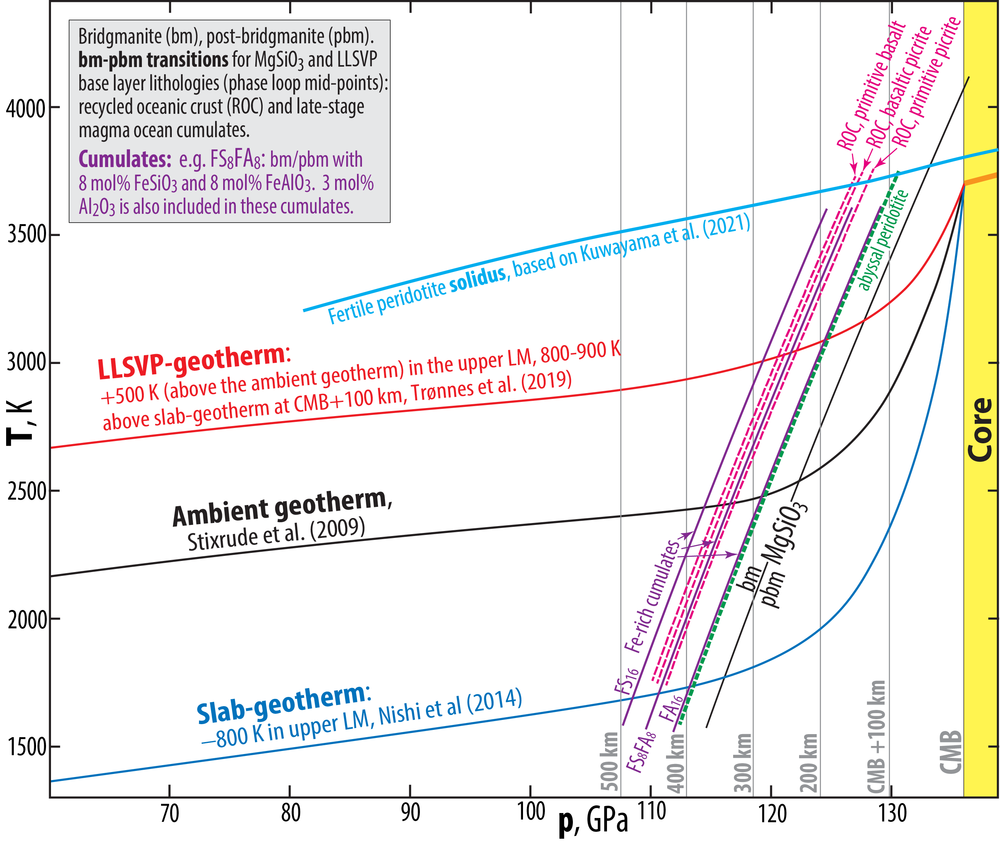 Bridgmanite (bm), post-bridgmanite (pbm).
bm-pbm transitions for MgSiO₃ and LLSVP
base layer lithologies (phase loop mid-points):
recycled oceanic crust (ROC) and late-stage
magma ocean cumulates.
Cumulates: e.g. FS₈FA₈: bm/pbm with
8 mol% FeSiO₃ and 8 mol% FeAlO₃. 3 mol%
Al₂O₃ is also included in these cumulates.
ROC, primitive basalt
ROC, basaltic picrite
ROC, primitive picrite
abyssal peridotite
Fertile peridotite solidus, based on Kuwayama et al. (2021)
LLSVP-geotherm:
+500 K (above the ambient geotherm) in the upper LM, 800-900 K
above slab-geotherm at CMB+100 km, Trønnes et al. (2019)
Ambient geotherm,
Stixrude et al. (2009)
Slab-geotherm:
–800 K in upper LM, Nishi et al (2014)
Fe-rich cumulates
FS₁₆
FS₈FA₈
FA₁₆
bm
pbm
MgSiO₃
500 km
400 km
300 km
200 km
CMB +100 km
CMB
Core
T, K
4000
3500
3000
2500
2000
1500
70
80
90
100
110
120
130
p, GPa